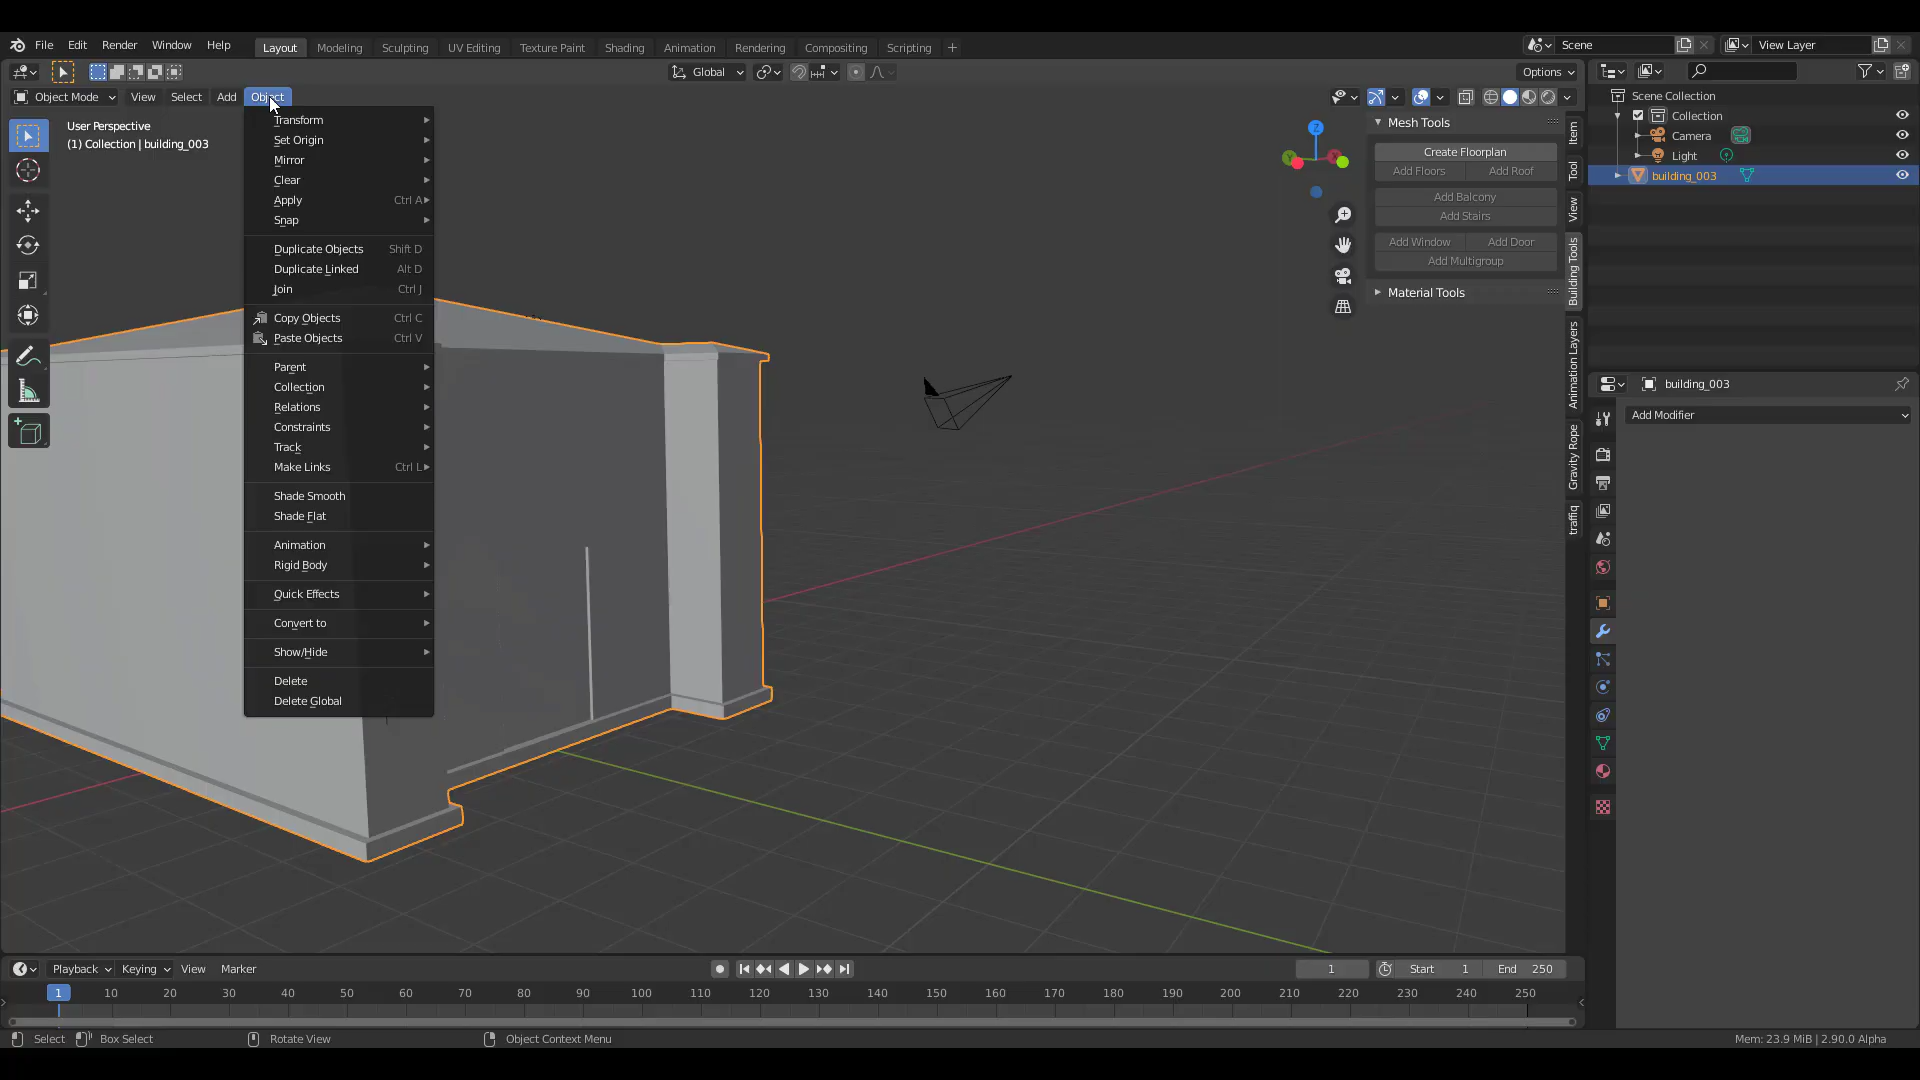 File Edit Render Window Help Layout Modeling Sculpting UV Editing Texture Paint Shading Animation Rendering Compositing Scripting Scene View Layer
Global Options
Object Mode View Select Add Object
User Perspective
(1) Collection | building_003
Transform
Set Origin
Mirror
Clear
Apply Ctrl A
Snap
Duplicate Objects Shift D
Duplicate Linked Alt D
Join Ctrl J
Copy Objects Ctrl C
Paste Objects Ctrl V
Parent
Collection
Relations
Constraints
Track
Make Links Ctrl L
Shade Smooth
Shade Flat
Animation
Rigid Body
Quick Effects
Convert to
Show/Hide
Delete
Delete Global
Z
Y
X
Mesh Tools
Create Floorplan
Add Floors Add Roof
Add Balcony
Add Stairs
Add Window Add Door
Add Multigroup
Material Tools
Item
Tool
View
Building Tools
Animation Layers
Gravity Rope
traffiq
Scene Collection
Collection
Camera
Light
building_003
building_003
Add Modifier
Playback Keying View Marker 1 Start 1 End 250
1 10 20 30 40 50 60 70 80 90 100 110 120 130 140 150 160 170 180 190 200 210 220 230 240 250
Select Box Select Rotate View Object Context Menu Mem: 23.9 MiB | 2.90.0 Alpha